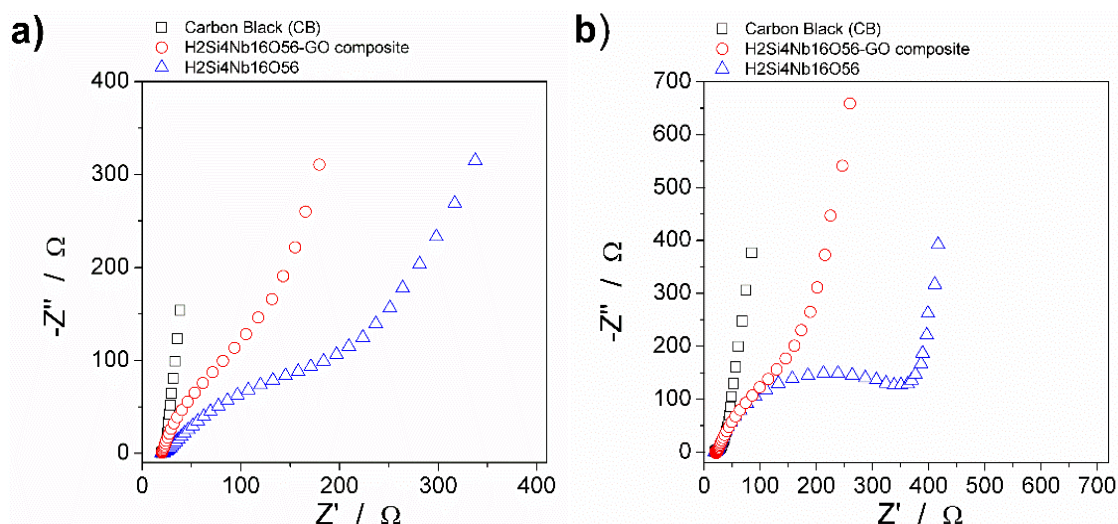 a)
Carbon Black (CB)
H2Si4Nb16O56-GO composite
H2Si4Nb16O56
400
300
200
100
0
-Z'' / Ω
0 100 200 300 400
Z' / Ω
b)
Carbon Black (CB)
H2Si4Nb16O56-GO composite
H2Si4Nb16O56
700
600
500
400
300
200
100
0
-Z'' / Ω
0 100 200 300 400 500 600 700
Z' / Ω